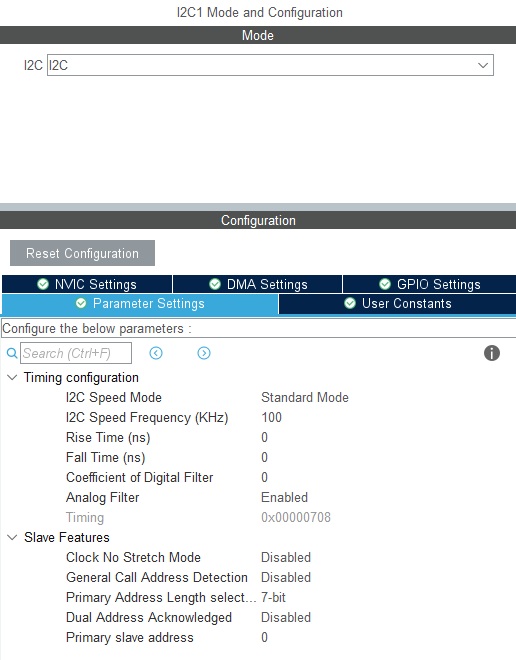 I2C1 Mode and Configuration
Mode
I2C I2C
Configuration
Reset Configuration
NVIC Settings DMA Settings GPIO Settings
Parameter Settings User Constants
Configure the below parameters :
Search (Ctrl+F)
Timing configuration
I2C Speed Mode Standard Mode
I2C Speed Frequency (KHz) 100
Rise Time (ns) 0
Fall Time (ns) 0
Coefficient of Digital Filter 0
Analog Filter Enabled
Timing 0x00000708
Slave Features
Clock No Stretch Mode Disabled
General Call Address Detection Disabled
Primary Address Length select... 7-bit
Dual Address Acknowledged Disabled
Primary slave address 0